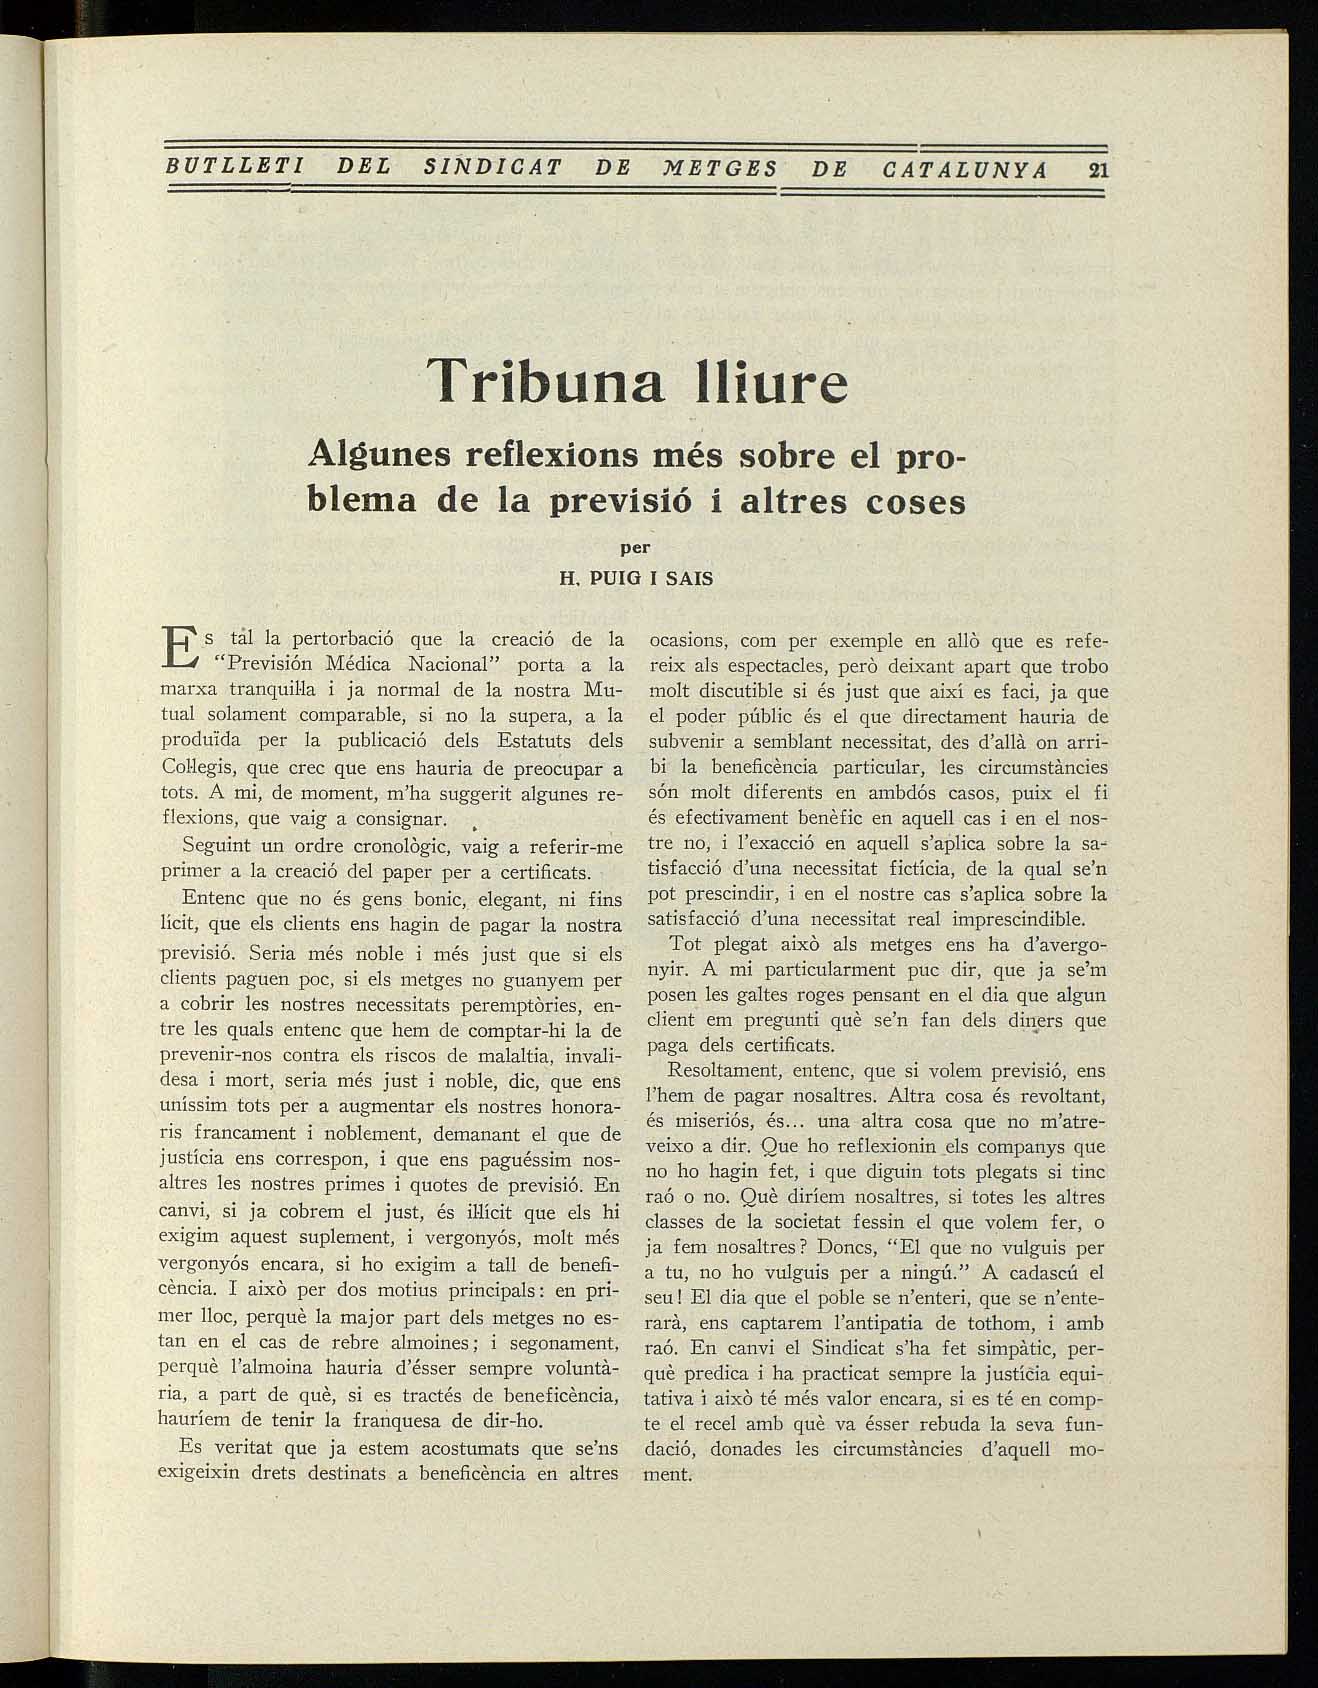 BUTLLETI DEL SINDICAT DE METGES DE CATALUNYA 21
Tribuna lliure
Algunes reflexions més sobre el pro-
blema de la previsió i altres coses
per
H. PUIG I SAIS
Es tal la pertorbació que la creació de la
“Previsión Médica Nacional” porta a la
marxa tranquil·la i ja normal de la nostra Mu-
tual solament comparable, si no la supera, a la
produïda per la publicació dels Estatuts dels
Col·legis, que crec que ens hauria de preocupar a
tots. A mi, de moment, m’ha suggerit algunes re-
flexions, que vaig a consignar.
Seguint un ordre cronològic, vaig a referir-me
primer a la creació del paper per a certificats.
Entenc que no és gens bonic, elegant, ni fins
lícit, que els clients ens hagin de pagar la nostra
previsió. Seria més noble i més just que si els
clients paguen poc, si els metges no guanyem per
a cobrir les nostres necessitats peremptòries, en-
tre les quals entenc que hem de comptar-hi la de
prevenir-nos contra els riscos de malaltia, invali-
desa i mort, seria més just i noble, dic, que ens
uníssim tots per a augmentar els nostres honora-
ris francament i noblement, demanant el que de
justícia ens correspon, i que ens paguéssim nos-
altres les nostres primes i quotes de previsió. En
canvi, si ja cobrem el just, és il·lícit que els hi
exigim aquest suplement, i vergonyós, molt més
vergonyós encara, si ho exigim a tall de benefi-
cència. I això per dos motius principals: en pri-
mer lloc, perquè la major part dels metges no es-
tan en el cas de rebre almoines; i segonament,
perquè l’almoina hauria d’ésser sempre voluntà-
ria, a part de què, si es tractés de beneficència,
hauríem de tenir la franquesa de dir-ho.
Es veritat que ja estem acostumats que se’ns
exigeixin drets destinats a beneficència en altres
ocasions, com per exemple en allò que es refe-
reix als espectacles, però deixant apart que trobo
molt discutible si és just que així es faci, ja que
el poder públic és el que directament hauria de
subvenir a semblant necessitat, des d’allà on arri-
bi la beneficència particular, les circumstàncies
són molt diferents en ambdós casos, puix el fi
és efectivament benèfic en aquell cas i en el nos-
tre no, i l’exacció en aquell s’aplica sobre la sa-
tisfacció d’una necessitat fictícia, de la qual se’n
pot prescindir, i en el nostre cas s’aplica sobre la
satisfacció d’una necessitat real imprescindible.
Tot plegat això als metges ens ha d’avergo-
nyir. A mi particularment puc dir, que ja se’m
posen les galtes roges pensant en el dia que algun
client em pregunti què se’n fan dels diners que
paga dels certificats.
Resoltament, entenc, que si volem previsió, ens
l’hem de pagar nosaltres. Altra cosa és revoltant,
és miseriós, és... una altra cosa que no m’atre-
veixo a dir. Que ho reflexionin els companys que
no ho hagin fet, i que diguin tots plegats si tinc
raó o no. Què diríem nosaltres, si totes les altres
classes de la societat fessin el que volem fer, o
ja fem nosaltres? Doncs, “El que no vulguis per
a tu, no ho vulguis per a ningú.” A cadascú el
seu! El dia que el poble se n’enteri, que se n’ente-
rarà, ens captarem l’antipatia de tothom, i amb
raó. En canvi el Sindicat s’ha fet simpàtic, per-
què predica i ha practicat sempre la justícia equi-
tativa i això té més valor encara, si es té en comp-
te el recel amb què va ésser rebuda la seva fun-
dació, donades les circumstàncies d’aquell mo-
ment.